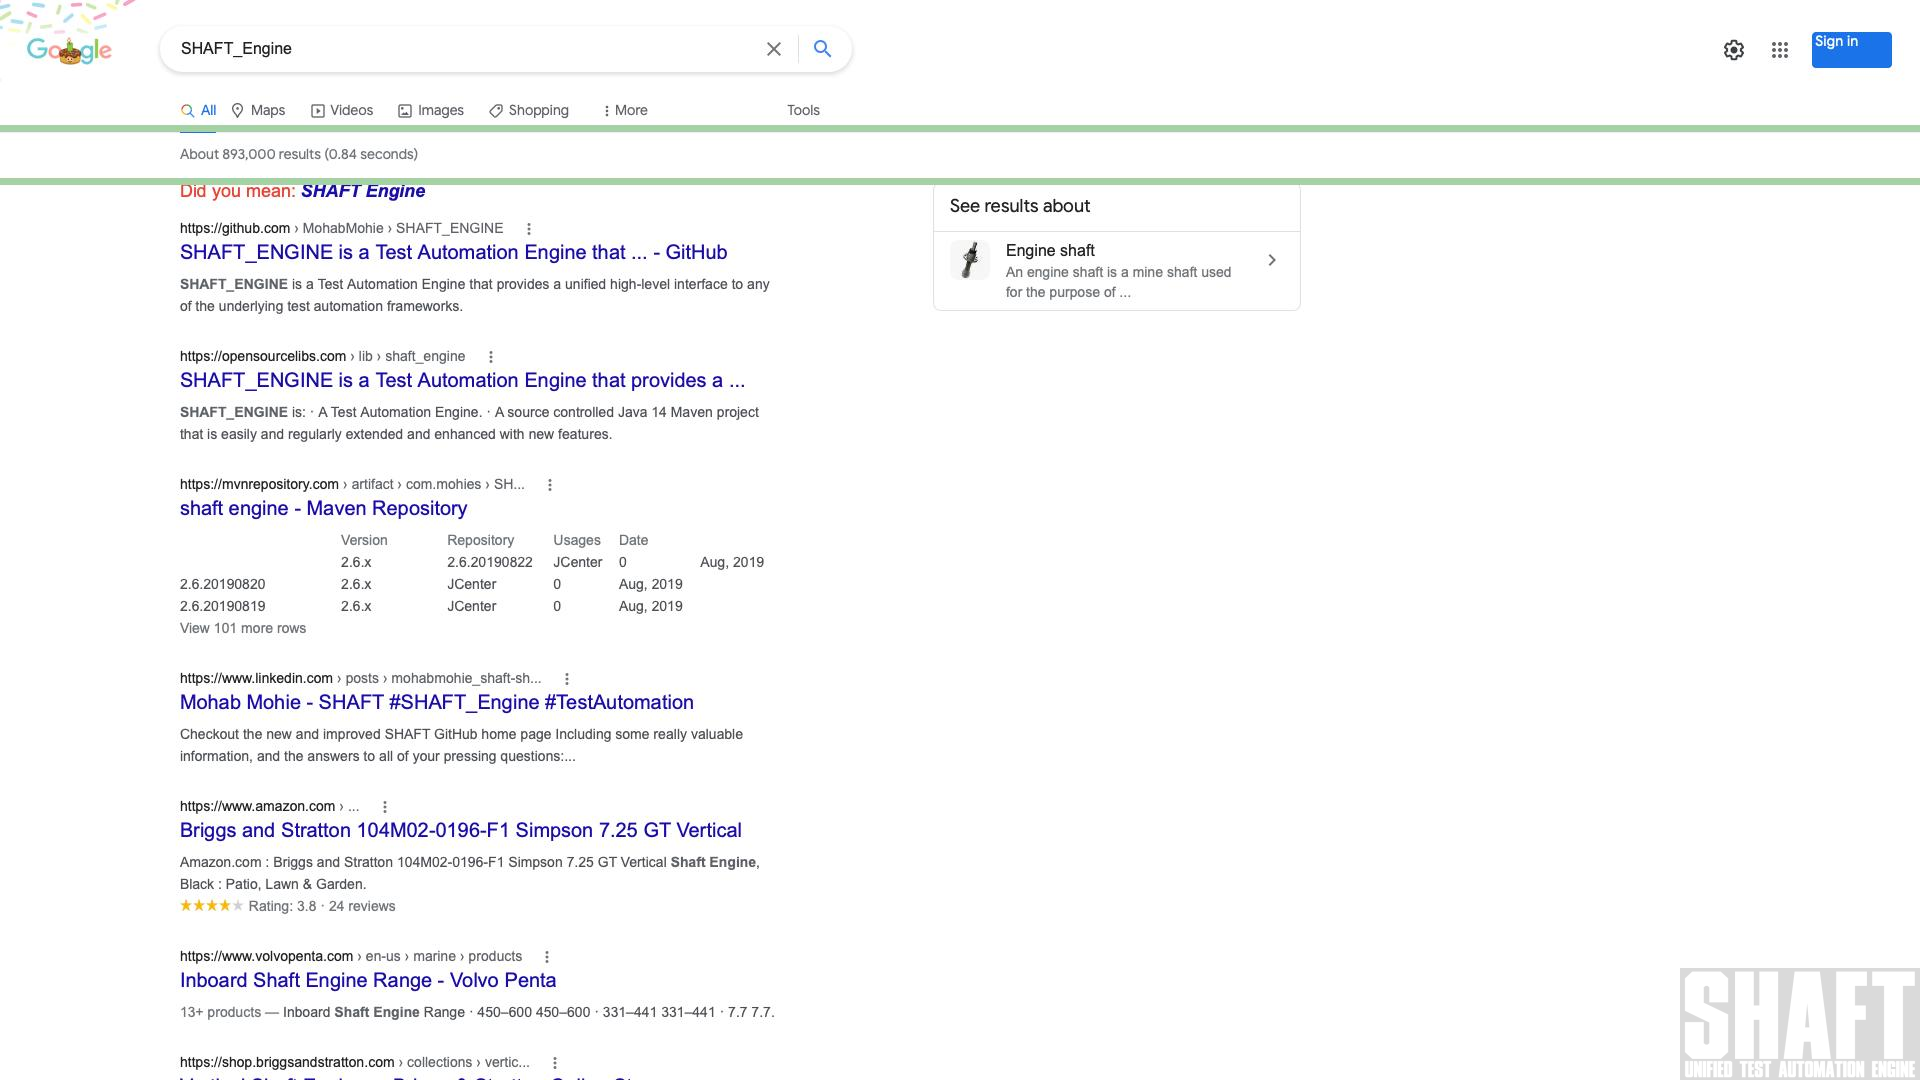 Google
SHAFT_Engine
Sign in
All Maps Videos Images Shopping More Tools
About 893,000 results (0.84 seconds)
Did you mean: SHAFT Engine
https://github.com › MohabMohie › SHAFT_ENGINE
SHAFT_ENGINE is a Test Automation Engine that ... - GitHub
SHAFT_ENGINE is a Test Automation Engine that provides a unified high-level interface to any
of the underlying test automation frameworks.
https://opensourcelibs.com › lib › shaft_engine
SHAFT_ENGINE is a Test Automation Engine that provides a ...
SHAFT_ENGINE is: · A Test Automation Engine. · A source controlled Java 14 Maven project
that is easily and regularly extended and enhanced with new features.
https://mvnrepository.com › artifact › com.mohies › SH...
shaft engine - Maven Repository
Version Repository Usages Date
2.6.x 2.6.20190822 JCenter 0 Aug, 2019
2.6.20190820 2.6.x JCenter 0 Aug, 2019
2.6.20190819 2.6.x JCenter 0 Aug, 2019
View 101 more rows
https://www.linkedin.com › posts › mohabmohie_shaft-sh...
Mohab Mohie - SHAFT #SHAFT_Engine #TestAutomation
Checkout the new and improved SHAFT GitHub home page Including some really valuable
information, and the answers to all of your pressing questions:...
https://www.amazon.com › ...
Briggs and Stratton 104M02-0196-F1 Simpson 7.25 GT Vertical
Amazon.com : Briggs and Stratton 104M02-0196-F1 Simpson 7.25 GT Vertical Shaft Engine,
Black : Patio, Lawn & Garden.
Rating: 3.8 · 24 reviews
https://www.volvopenta.com › en-us › marine › products
Inboard Shaft Engine Range - Volvo Penta
13+ products — Inboard Shaft Engine Range · 450–600 450–600 · 331–441 331–441 · 7.7 7.7.
https://shop.briggsandstratton.com › collections › vertic...
See results about
Engine shaft
An engine shaft is a mine shaft used
for the purpose of ...
SHAFT
UNIFIED TEST AUTOMATION ENGINE